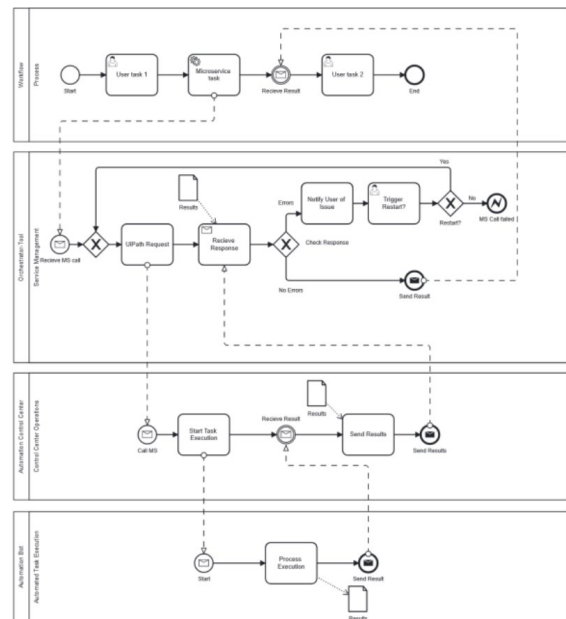 Workflow
Process
Start
User task 1
Microservice
task
Recieve Result
User task 2
End
Orchestrator-Tool
Service Management
Recieve MS call
UIPath Request
Results
Recieve
Response
Errors
No Errors
Check Response
Notify User of
Issue
Trigger
Restart?
Yes
Restart?
No
MS Call failed
Send Result
Automation Control Center
Control Center Operations
Call MS
Start Task
Execution
Recieve Result
Results
Send Results
Send Results
Automation Bot
Automated Task Execution
Start
Process
Execution
Send Result
Results